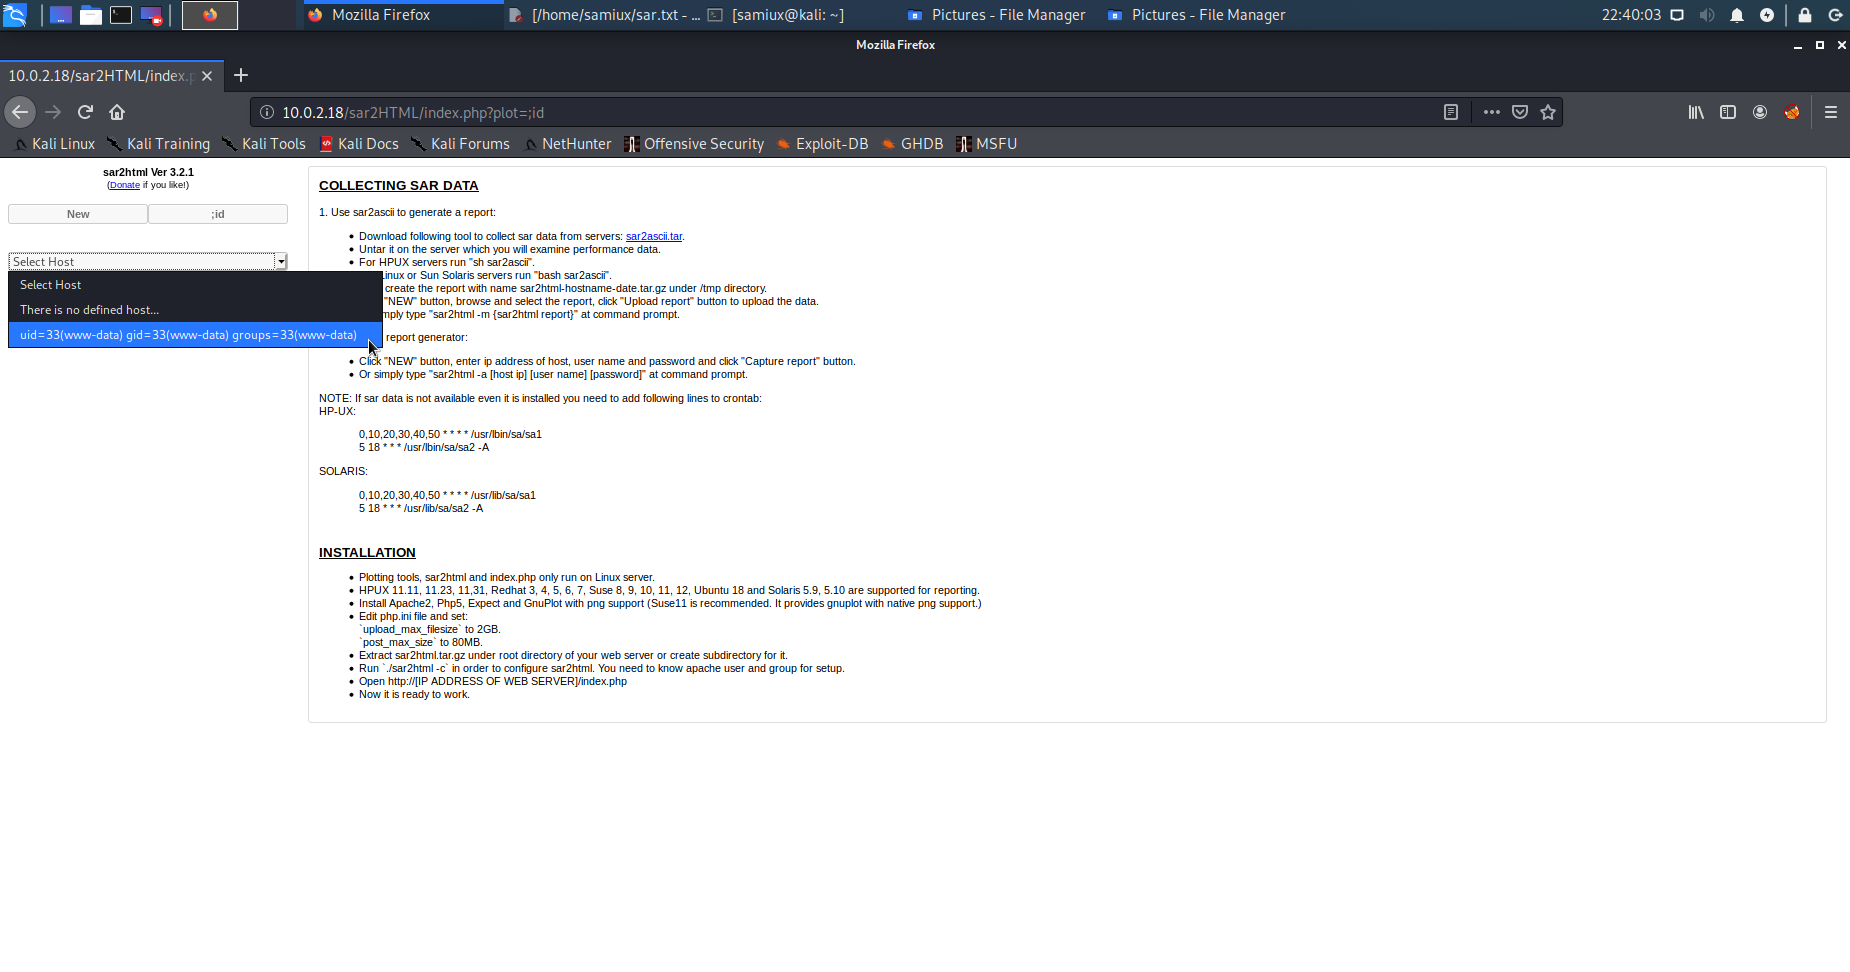 Mozilla Firefox
[/home/samiux/sar.txt - ...
[samiux@kali: ~]
Pictures - File Manager
Pictures - File Manager
22:40:03
Mozilla Firefox
10.0.2.18/sar2HTML/index.p
10.0.2.18/sar2HTML/index.php?plot=;id
Kali Linux
Kali Training
Kali Tools
Kali Docs
Kali Forums
NetHunter
Offensive Security
Exploit-DB
GHDB
MSFU
sar2html Ver 3.2.1
(Donate if you like!)
New
;id
Select Host
Select Host
There is no defined host...
uid=33(www-data) gid=33(www-data) groups=33(www-data)
COLLECTING SAR DATA
1. Use sar2ascii to generate a report:
Download following tool to collect sar data from servers: sar2ascii.tar.
Untar it on the server which you will examine performance data.
For HPUX servers run "sh sar2ascii".
inux or Sun Solaris servers run "bash sar2ascii".
create the report with name sar2html-hostname-date.tar.gz under /tmp directory.
"NEW" button, browse and select the report, click "Upload report" button to upload the data.
mply type "sar2html -m {sar2html report}" at command prompt.
report generator:
Click "NEW" button, enter ip address of host, user name and password and click "Capture report" button.
Or simply type "sar2html -a [host ip] [user name] [password]" at command prompt.
NOTE: If sar data is not available even it is installed you need to add following lines to crontab:
HP-UX:
0,10,20,30,40,50 * * * * /usr/lbin/sa/sa1
5 18 * * * /usr/lbin/sa/sa2 -A
SOLARIS:
0,10,20,30,40,50 * * * * /usr/lib/sa/sa1
5 18 * * * /usr/lib/sa/sa2 -A
INSTALLATION
Plotting tools, sar2html and index.php only run on Linux server.
HPUX 11.11, 11.23, 11,31, Redhat 3, 4, 5, 6, 7, Suse 8, 9, 10, 11, 12, Ubuntu 18 and Solaris 5.9, 5.10 are supported for reporting.
Install Apache2, Php5, Expect and GnuPlot with png support (Suse11 is recommended. It provides gnuplot with native png support.)
Edit php.ini file and set:
`upload_max_filesize` to 2GB.
`post_max_size` to 80MB.
Extract sar2html.tar.gz under root directory of your web server or create subdirectory for it.
Run `./sar2html -c` in order to configure sar2html. You need to know apache user and group for setup.
Open http://[IP ADDRESS OF WEB SERVER]/index.php
Now it is ready to work.